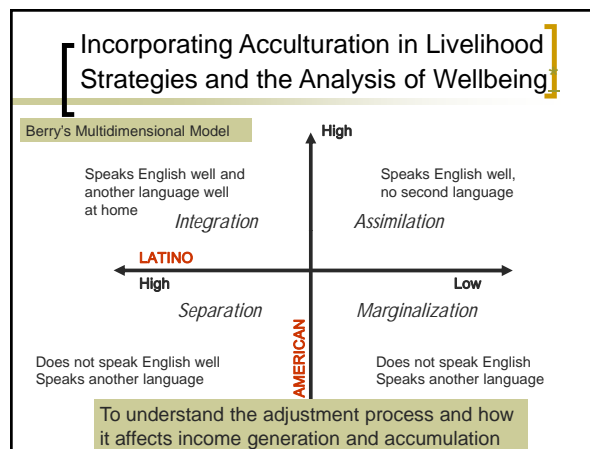 Incorporating Acculturation in Livelihood
Strategies and the Analysis of Wellbeing*
Berry's Multidimensional Model
High
Speaks English well and
another language well
at home
Integration
Speaks English well,
no second language
Assimilation
LATINO
High
Low
Separation
Marginalization
AMERICAN
Does not speak English well
Speaks another language
Does not speak English
Speaks another language
To understand the adjustment process and how
it affects income generation and accumulation